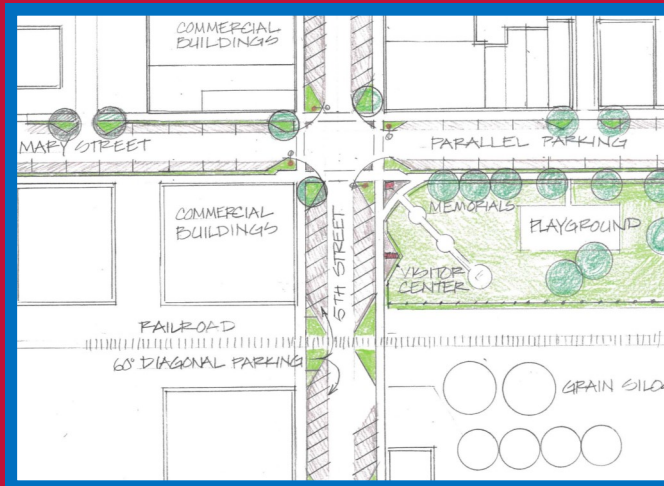 COMMERCIAL
BUILDINGS
MARY STREET
PARALLEL PARKING
COMMERCIAL
BUILDINGS
5TH STREET
MEMORIALS
PLAYGROUND
VISITOR
CENTER
RAILROAD
60° DIAGONAL PARKING
GRAIN SILOS